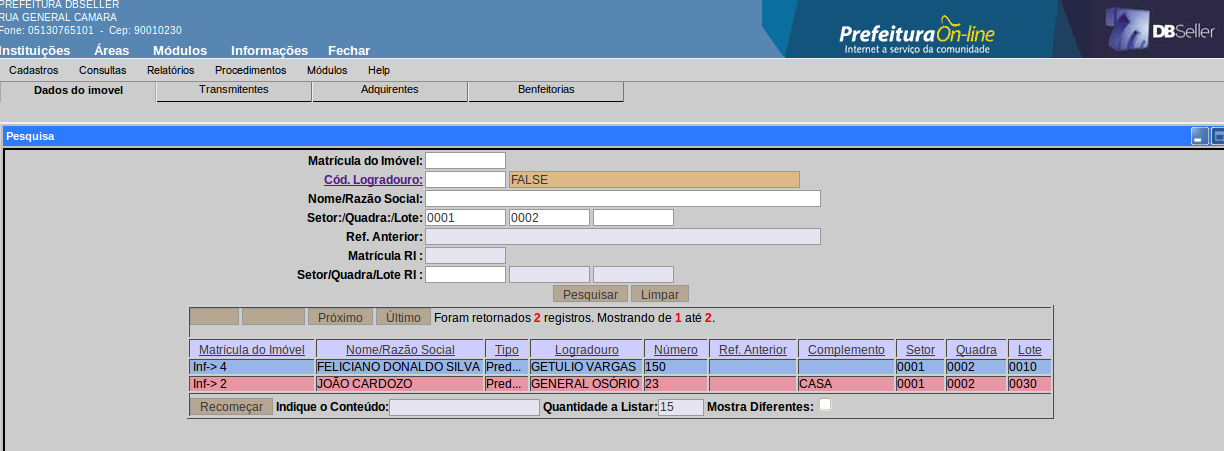 PREFEITURA DBSELLER
RUA GENERAL CAMARA
Fone: 05130765101 - Cep: 90010230
PrefeituraOn-line
Internet a serviço da comunidade
DBSeller
Instituições Áreas Módulos Informações Fechar
Cadastros Consultas Relatórios Procedimentos Módulos Help
Dados do imovel Transmitentes Adquirentes Benfeitorias
Pesquisa
Matrícula do Imóvel:
Cód. Logradouro: FALSE
Nome/Razão Social:
Setor:/Quadra:/Lote: 0001 0002
Ref. Anterior:
Matrícula RI :
Setor/Quadra/Lote RI :
Pesquisar Limpar
Próximo Último Foram retornados 2 registros. Mostrando de 1 até 2.
Matrícula do Imóvel Nome/Razão Social Tipo Logradouro Número Ref. Anterior Complemento Setor Quadra Lote
Inf-> 4 FELICIANO DONALDO SILVA Pred... GETULIO VARGAS 150 0001 0002 0010
Inf-> 2 JOÃO CARDOZO Pred... GENERAL OSÓRIO 23 CASA 0001 0002 0030
Recomeçar Indique o Conteúdo: Quantidade a Listar: 15 Mostra Diferentes: